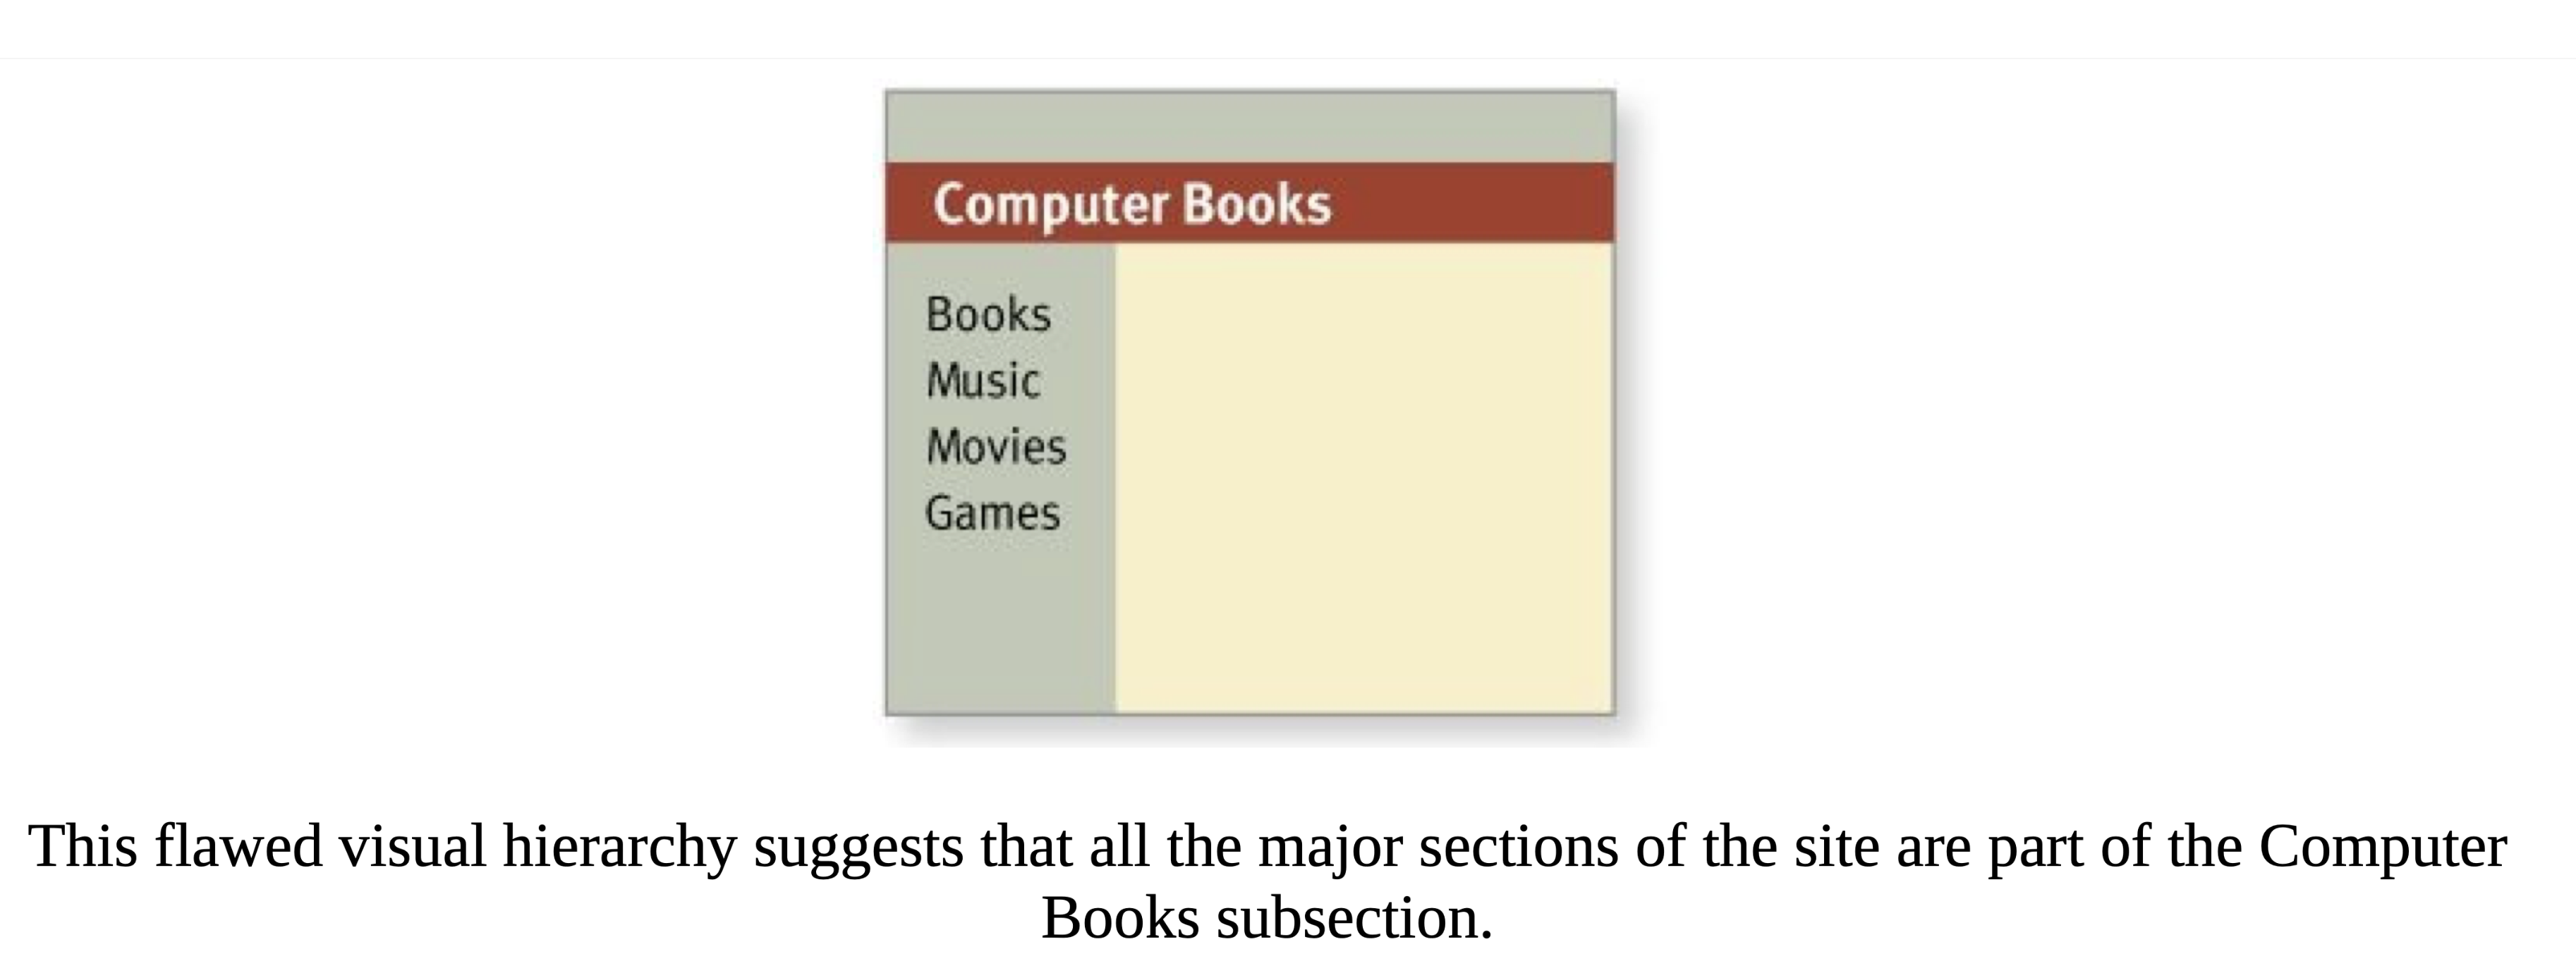 Computer Books
Books
Music
Movies
Games
This flawed visual hierarchy suggests that all the major sections of the site are part of the Computer
Books subsection.